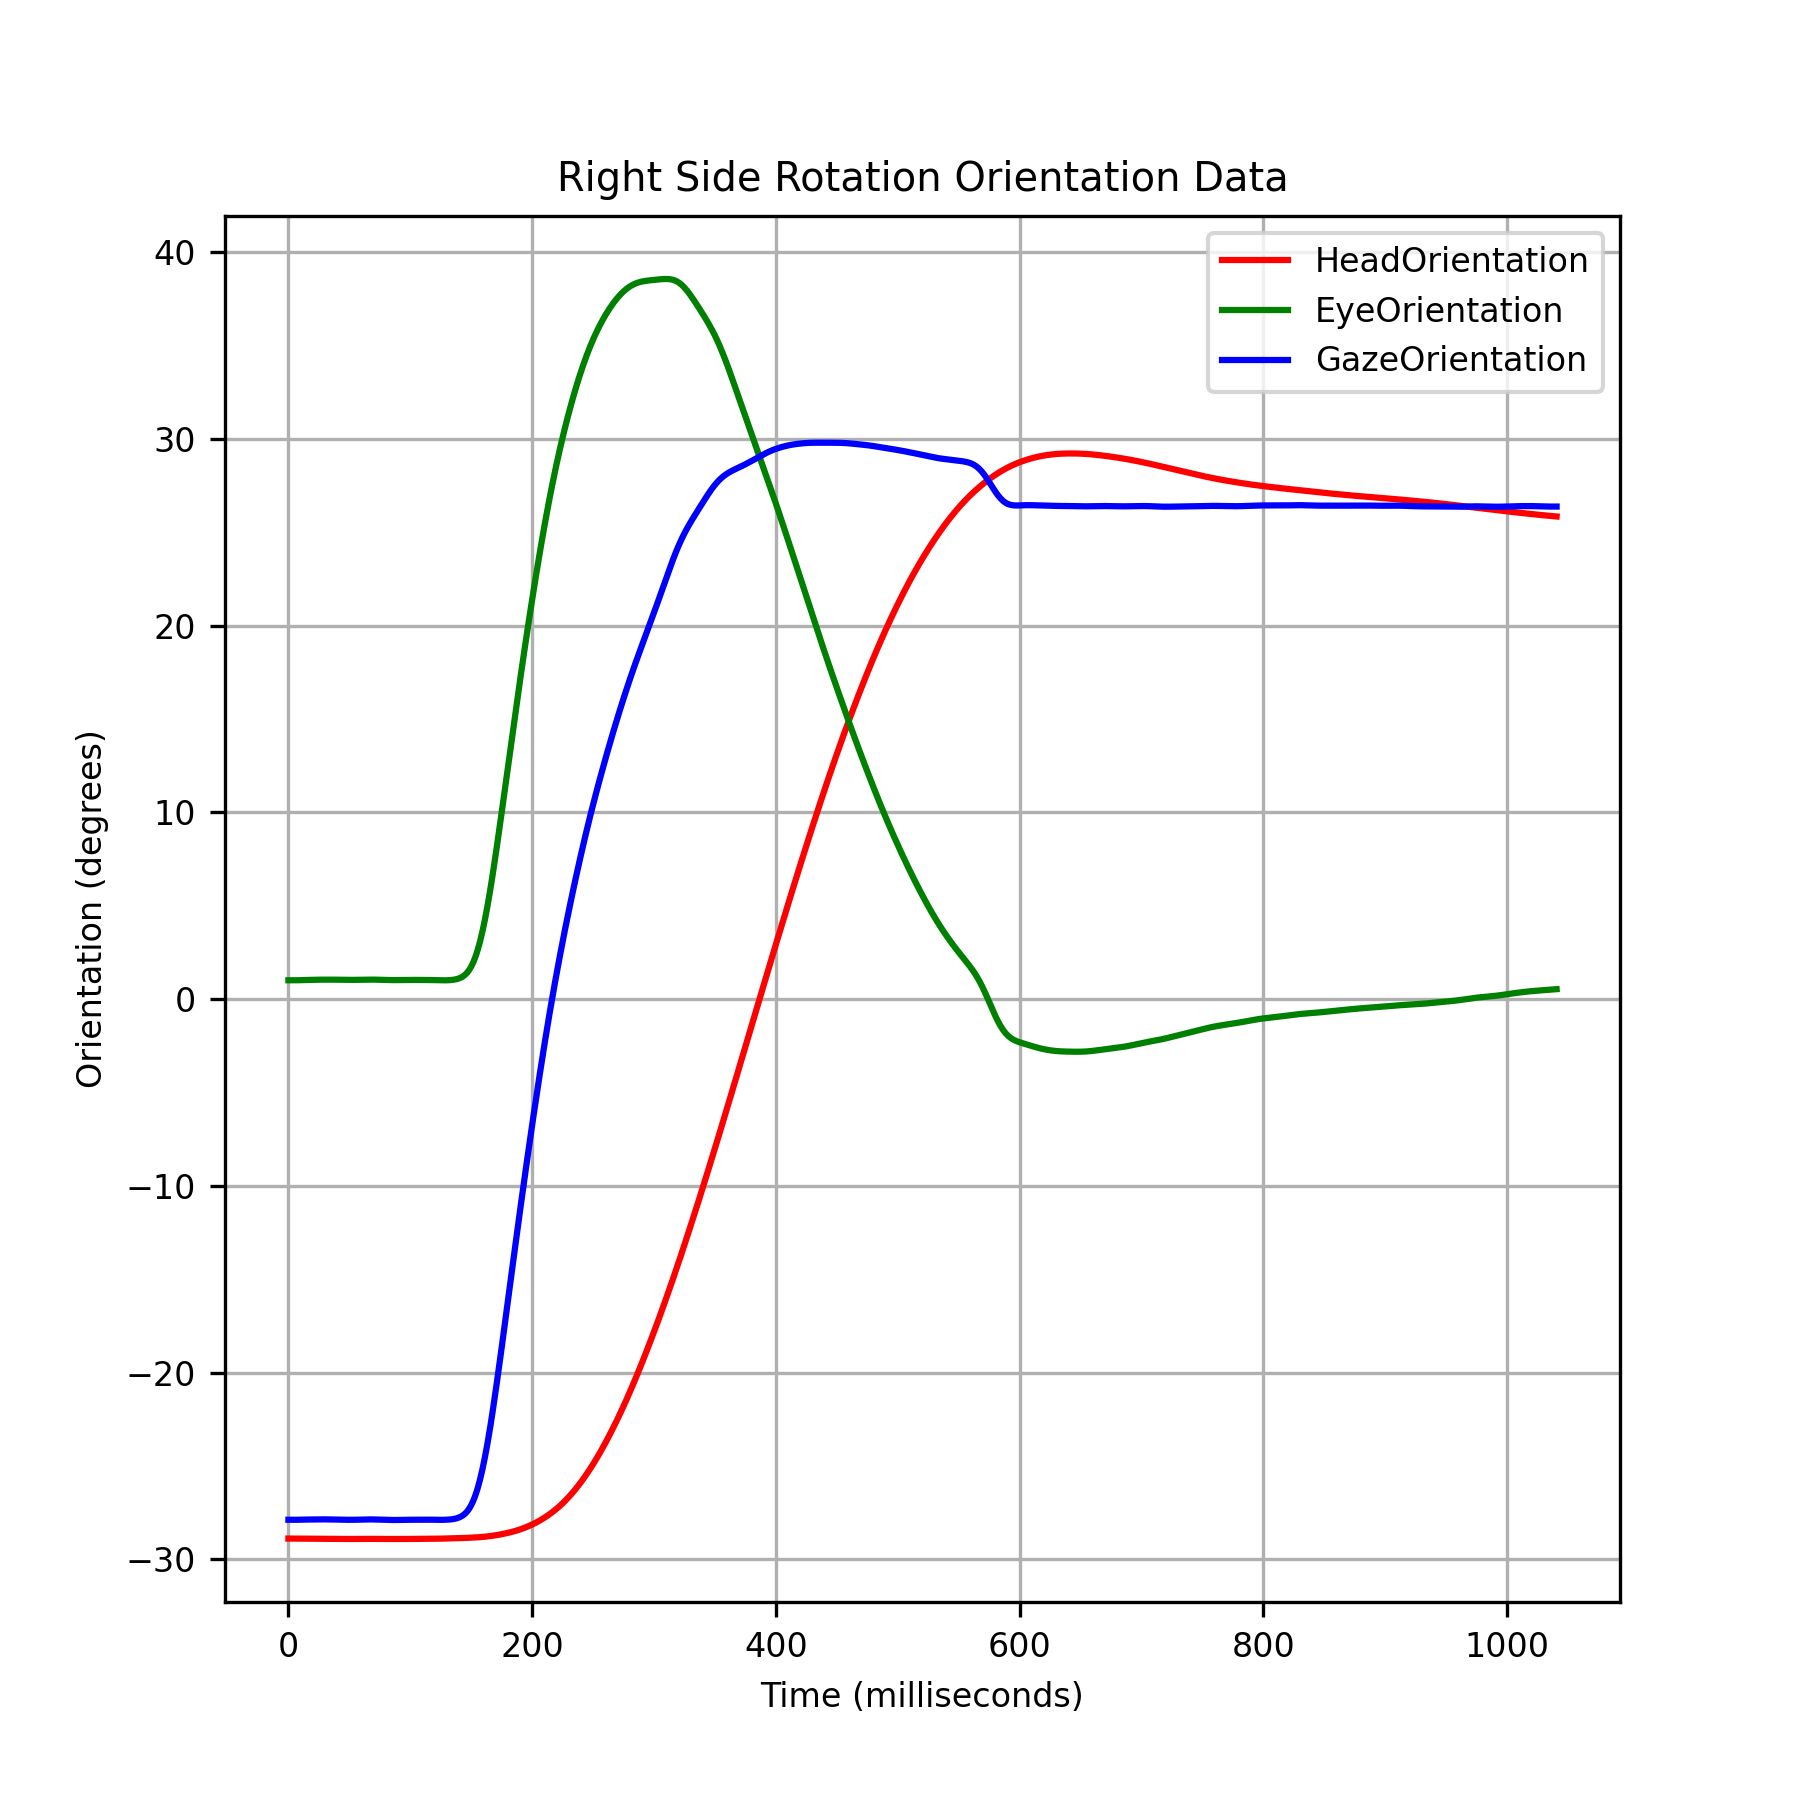 Right Side Rotation Orientation Data
HeadOrientation
EyeOrientation
GazeOrientation
40
30
20
10
0
−10
−20
−30
Orientation (degrees)
0 200 400 600 800 1000
Time (milliseconds)